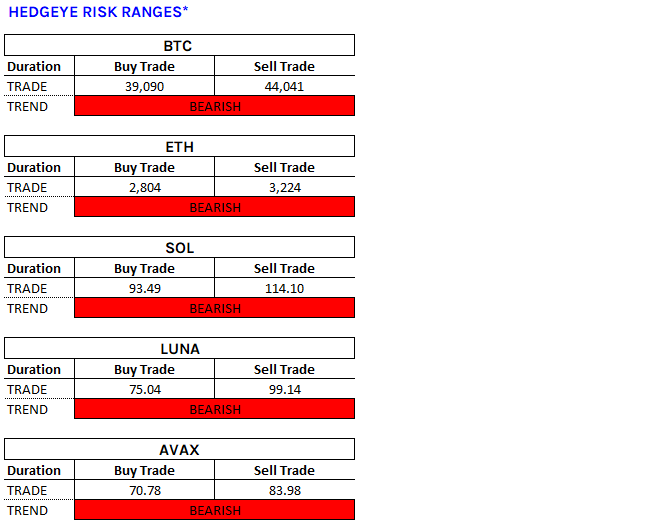 HEDGEYE RISK RANGES*
BTC
Duration Buy Trade Sell Trade
TRADE 39,090 44,041
TREND BEARISH
ETH
Duration Buy Trade Sell Trade
TRADE 2,804 3,224
TREND BEARISH
SOL
Duration Buy Trade Sell Trade
TRADE 93.49 114.10
TREND BEARISH
LUNA
Duration Buy Trade Sell Trade
TRADE 75.04 99.14
TREND BEARISH
AVAX
Duration Buy Trade Sell Trade
TRADE 70.78 83.98
TREND BEARISH